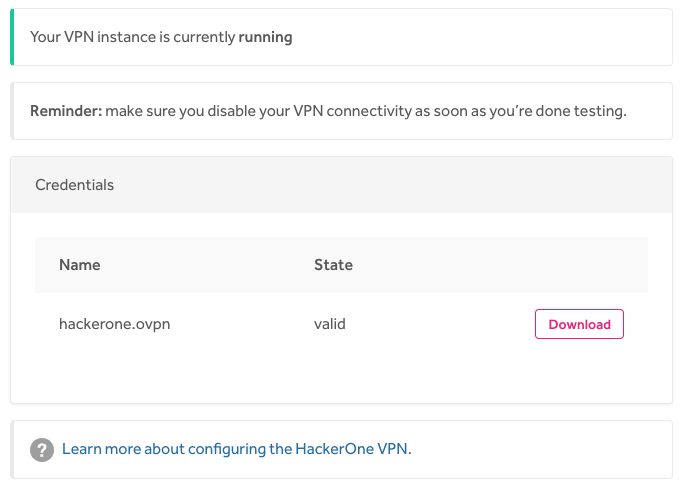 Your VPN instance is currently running
Reminder: make sure you disable your VPN connectivity as soon as you're done testing.
Credentials
Name State
hackerone.ovpn valid Download
? Learn more about configuring the HackerOne VPN.